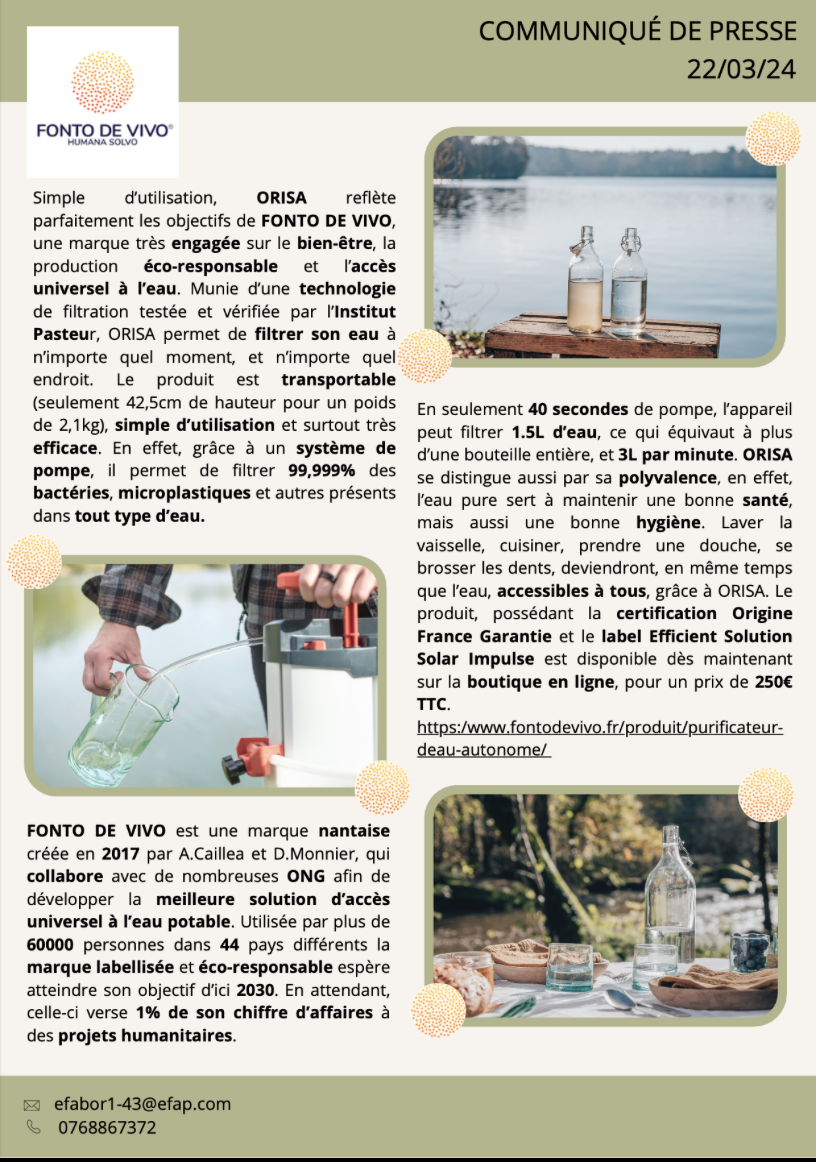 COMMUNIQUÉ DE PRESSE
22/03/24
FONTO DE VIVO®
HUMANA SOLVO
Simple d’utilisation, ORISA reflète
parfaitement les objectifs de FONTO DE VIVO,
une marque très engagée sur le bien-être, la
production éco-responsable et l’accès
universel à l’eau. Munie d’une technologie
de filtration testée et vérifiée par l’Institut
Pasteur, ORISA permet de filtrer son eau à
n’importe quel moment, et n’importe quel
endroit. Le produit est transportable
(seulement 42,5cm de hauteur pour un poids
de 2,1kg), simple d’utilisation et surtout très
efficace. En effet, grâce à un système de
pompe, il permet de filtrer 99,999% des
bactéries, microplastiques et autres présents
dans tout type d’eau.
FONTO DE VIVO est une marque nantaise
créée en 2017 par A.Caillea et D.Monnier, qui
collabore avec de nombreuses ONG afin de
développer la meilleure solution d’accès
universel à l’eau potable. Utilisée par plus de
60000 personnes dans 44 pays différents la
marque labellisée et éco-responsable espère
atteindre son objectif d’ici 2030. En attendant,
celle-ci verse 1% de son chiffre d’affaires à
des projets humanitaires.
En seulement 40 secondes de pompe, l’appareil
peut filtrer 1.5L d’eau, ce qui équivaut à plus
d’une bouteille entière, et 3L par minute. ORISA
se distingue aussi par sa polyvalence, en effet,
l’eau pure sert à maintenir une bonne santé,
mais aussi une bonne hygiène. Laver la
vaisselle, cuisiner, prendre une douche, se
brosser les dents, deviendront, en même temps
que l’eau, accessibles à tous, grâce à ORISA. Le
produit, possédant la certification Origine
France Garantie et le label Efficient Solution
Solar Impulse est disponible dès maintenant
sur la boutique en ligne, pour un prix de 250€
TTC.
https:/www.fontodevivo.fr/produit/purificateur-
deau-autonome/
efabor1-43@efap.com
0768867372